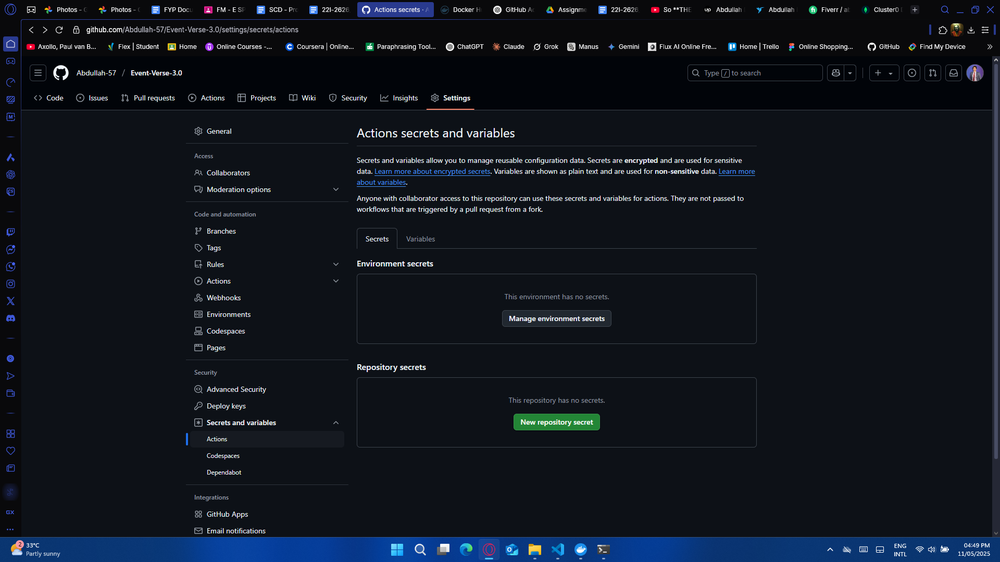 Photos - 
Photos - 
FYP Docu
FM - E SP
SCD - Pro
22I-2626
Actions secrets · A
Docker H
GitHub Ac
Assignme
22I-2626
So **THE
Abdullah
Abdullah
Fiverr / ab
Cluster0
github.com/Abdullah-57/Event-Verse-3.0/settings/secrets/actions
Axollo, Paul van B...
Flex | Student
Home
Online Courses -...
Coursera | Online...
Paraphrasing Tool...
ChatGPT
Claude
Grok
Manus
Gemini
Flux AI Online Fre...
Home | Trello
Online Shopping...
GitHub
Find My Device
Abdullah-57 / Event-Verse-3.0
Type / to search
Code
Issues
Pull requests
Actions
Projects
Wiki
Security
Insights
Settings
General
Access
Collaborators
Moderation options
Code and automation
Branches
Tags
Rules
Actions
Webhooks
Environments
Codespaces
Pages
Security
Advanced Security
Deploy keys
Secrets and variables
Actions
Codespaces
Dependabot
Integrations
GitHub Apps
Email notifications
Actions secrets and variables
Secrets and variables allow you to manage reusable configuration data. Secrets are encrypted and are used for sensitive
data. Learn more about encrypted secrets. Variables are shown as plain text and are used for non-sensitive data. Learn more
about variables.
Anyone with collaborator access to this repository can use these secrets and variables for actions. They are not passed to
workflows that are triggered by a pull request from a fork.
Secrets
Variables
Environment secrets
This environment has no secrets.
Manage environment secrets
Repository secrets
This repository has no secrets.
New repository secret
GX
2
33°C
Partly sunny
ENG
INTL
04:49 PM
11/05/2025